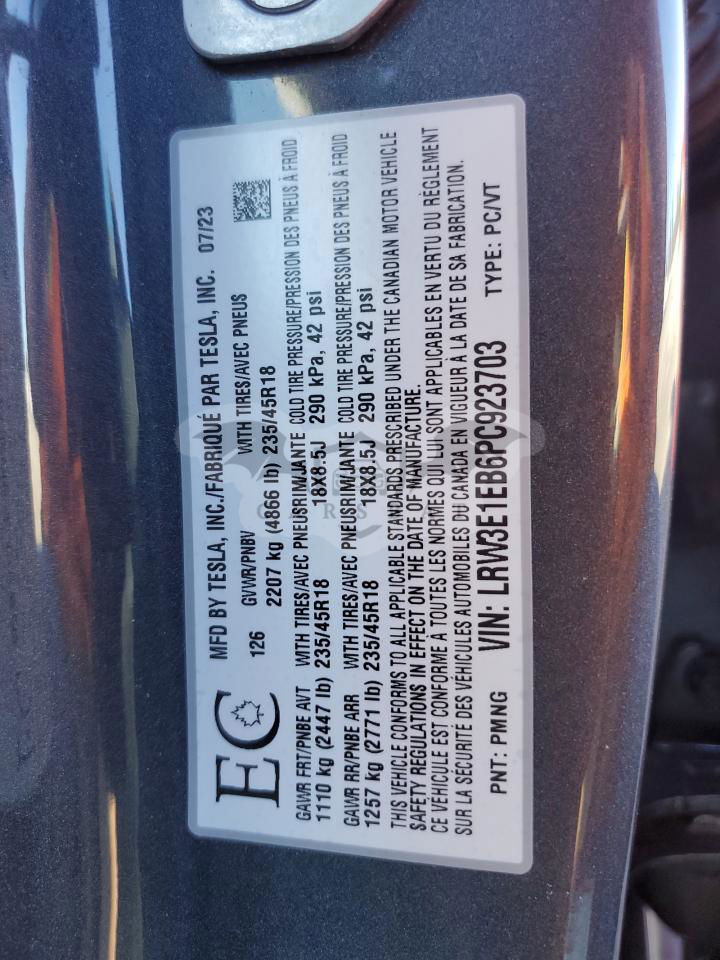 EC
MFD BY TESLA, INC./FABRIQUÉ PAR TESLA, INC. 07/23
126 GVWR/PNBV WITH TIRES/AVEC PNEUS
2207 kg (4866 lb) 235/45R18
GAWR FRT/PNBE AVT WITH TIRES/AVEC PNEUS RIM/JANTE COLD TIRE PRESSURE/PRESSION DES PNEUS À FROID
1110 kg (2447 lb) 235/45R18 18X8.5J 290 kPa, 42 psi
GAWR RR/PNBE ARR WITH TIRES/AVEC PNEUS RIM/JANTE COLD TIRE PRESSURE/PRESSION DES PNEUS À FROID
1257 kg (2771 lb) 235/45R18 18X8.5J 290 kPa, 42 psi
THIS VEHICLE CONFORMS TO ALL APPLICABLE STANDARDS PRESCRIBED UNDER THE CANADIAN MOTOR VEHICLE
SAFETY REGULATIONS IN EFFECT ON THE DATE OF MANUFACTURE.
CE VÉHICULE EST CONFORME À TOUTES LES NORMES QUI LUI SONT APPLICABLES EN VERTU DU RÈGLEMENT
SUR LA SÉCURITÉ DES VÉHICULES AUTOMOBILES DU CANADA EN VIGUEUR À LA DATE DE SA FABRICATION.
PNT: PMNG VIN: LRW3E1EB6PC923703 TYPE: PC/VT